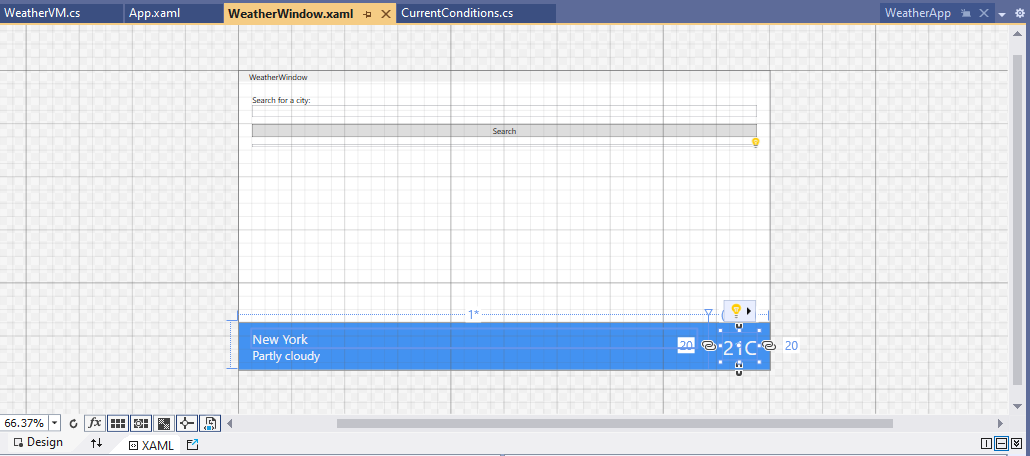 WeatherVM.cs App.xaml WeatherWindow.xaml CurrentConditions.cs WeatherApp
WeatherWindow
Search for a city:
Search
1*
New York
Partly cloudy
20 21C 20
66.37% fx
Design XAML